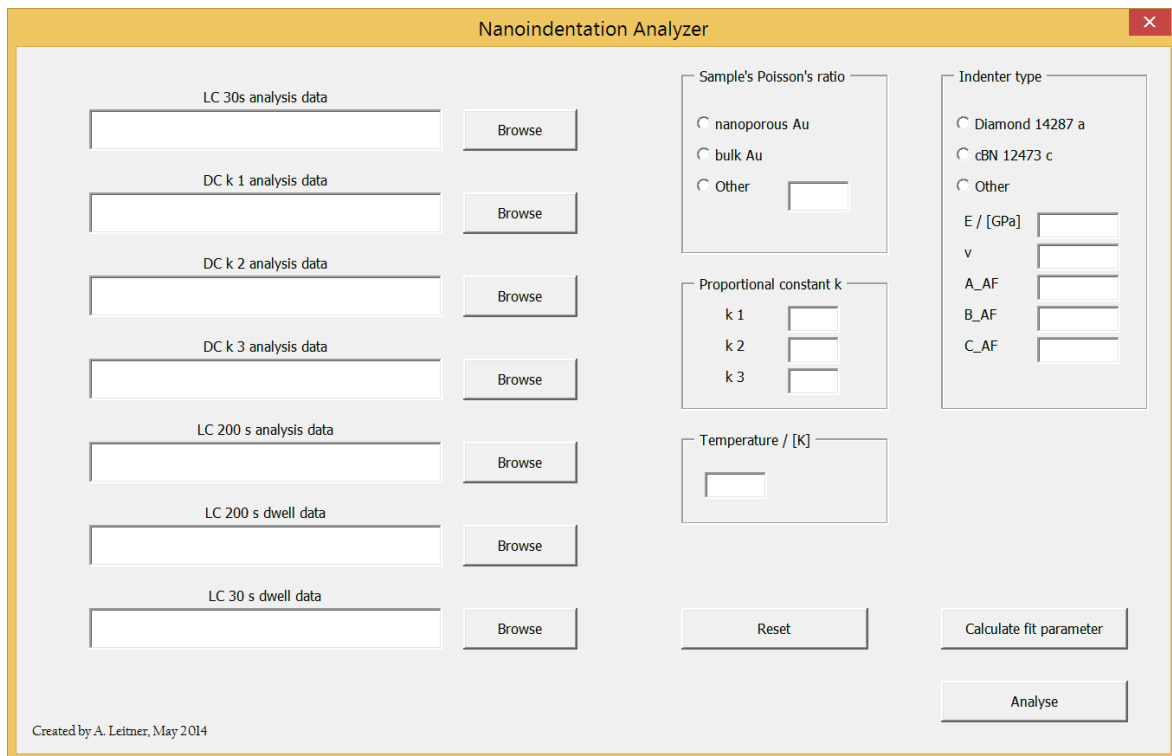 Nanoindentation Analyzer
LC 30s analysis data
Browse
DC k 1 analysis data
Browse
DC k 2 analysis data
Browse
DC k 3 analysis data
Browse
LC 200 s analysis data
Browse
LC 200 s dwell data
Browse
LC 30 s dwell data
Browse
Sample's Poisson's ratio
nanoporous Au
bulk Au
Other
Proportional constant k
k 1
k 2
k 3
Temperature / [K]
Indenter type
Diamond 14287 a
cBN 12473 c
Other
E / [GPa]
v
A_AF
B_AF
C_AF
Reset
Calculate fit parameter
Analyse
Created by A. Leitner, May 2014